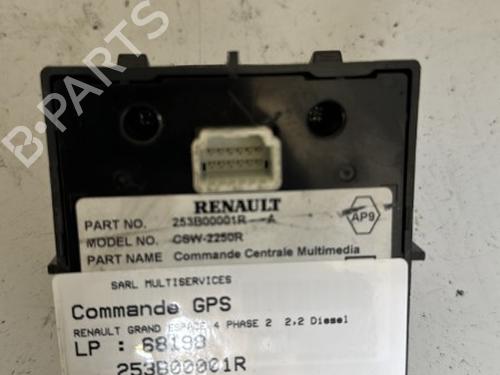 B-PARTS
RENAULT
PART NO. 253B00001R--A
MODEL NO. CSW-2250R
PART NAME Commande Centrale Multimedia
AP9
SARL MULTISERVICES
Commande GPS
RENAULT GRAND ESPACE 4 PHASE 2 2,2 Diesel
LP : 68198
253B00001R